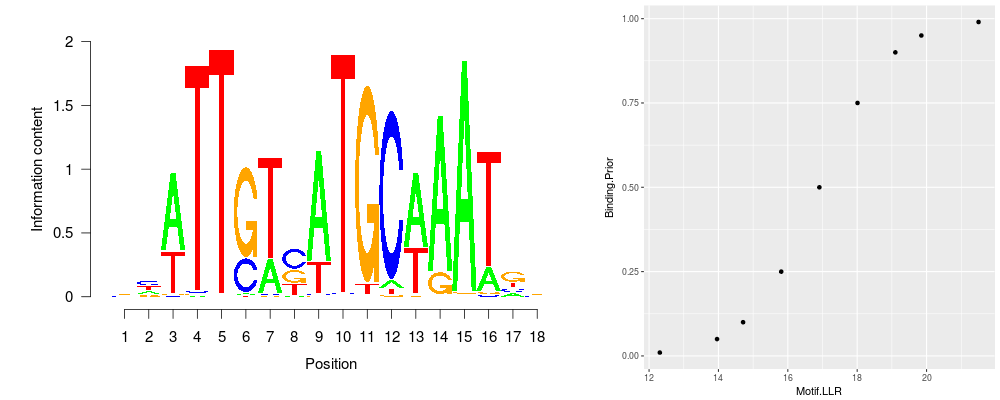 Information content
2
1.5
1
0.5
0
A T T G T C A T G C A A A T G
T C A G T T A T G A
1 2 3 4 5 6 7 8 9 10 11 12 13 14 15 16 17 18
Position
Binding.Prior
1.00
0.75
0.50
0.25
0.00
12 14 16 18 20
Motif.LLR